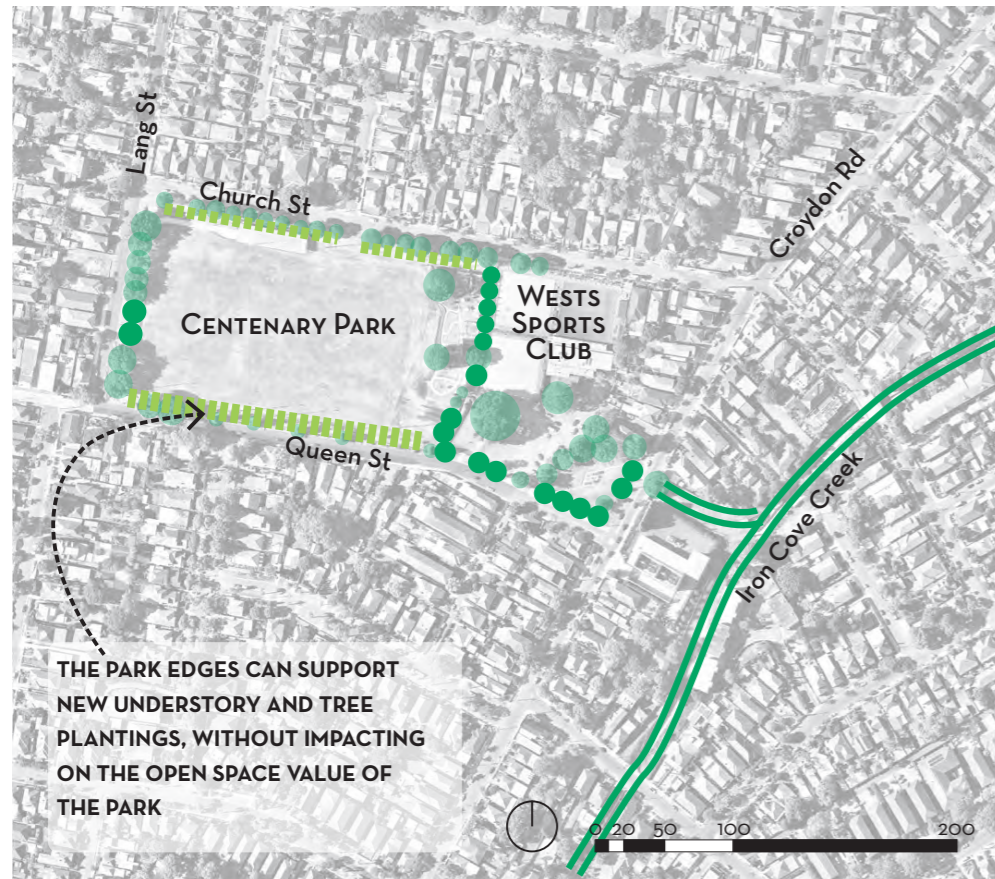 Lang St
Church St
Croydon Rd
Centenary Park
Wests
Sports
Club
Queen St
Iron Cove Creek
THE PARK EDGES CAN SUPPORT
NEW UNDERSTORY AND TREE
PLANTINGS, WITHOUT IMPACTING
ON THE OPEN SPACE VALUE OF
THE PARK
0 20 50 100 200